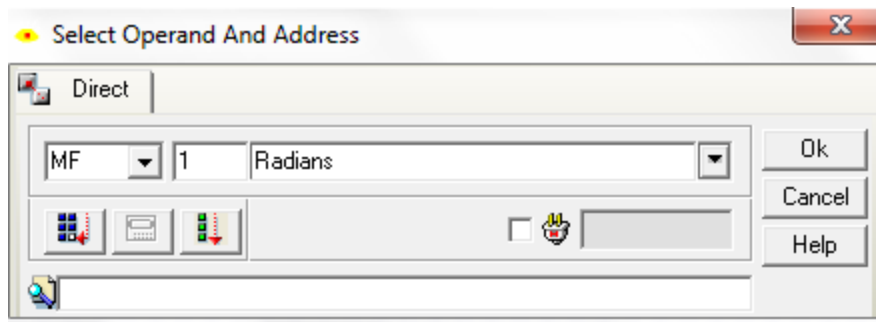 Select Operand And Address
Direct
MF 1 Radians
Ok
Cancel
Help